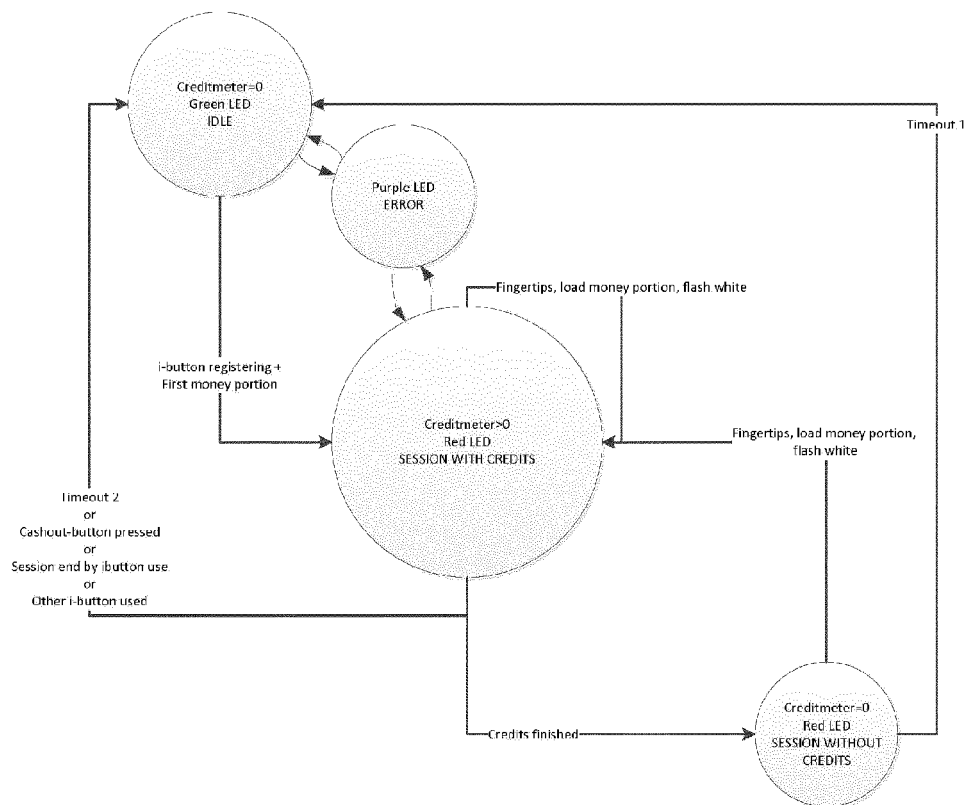 Creditmeter=0
Green LED
IDLE
Timeout 1
Purple LED
ERROR
Fingertips, load money portion, flash white
i-button registering +
First money portion
Creditmeter>0
Red LED
SESSION WITH CREDITS
Fingertips, load money portion,
flash white
Timeout 2
or
Cashout-button pressed
or
Session end by ibutton use
or
Other i-button used
Creditmeter=0
Red LED
SESSION WITHOUT
CREDITS
Credits finished